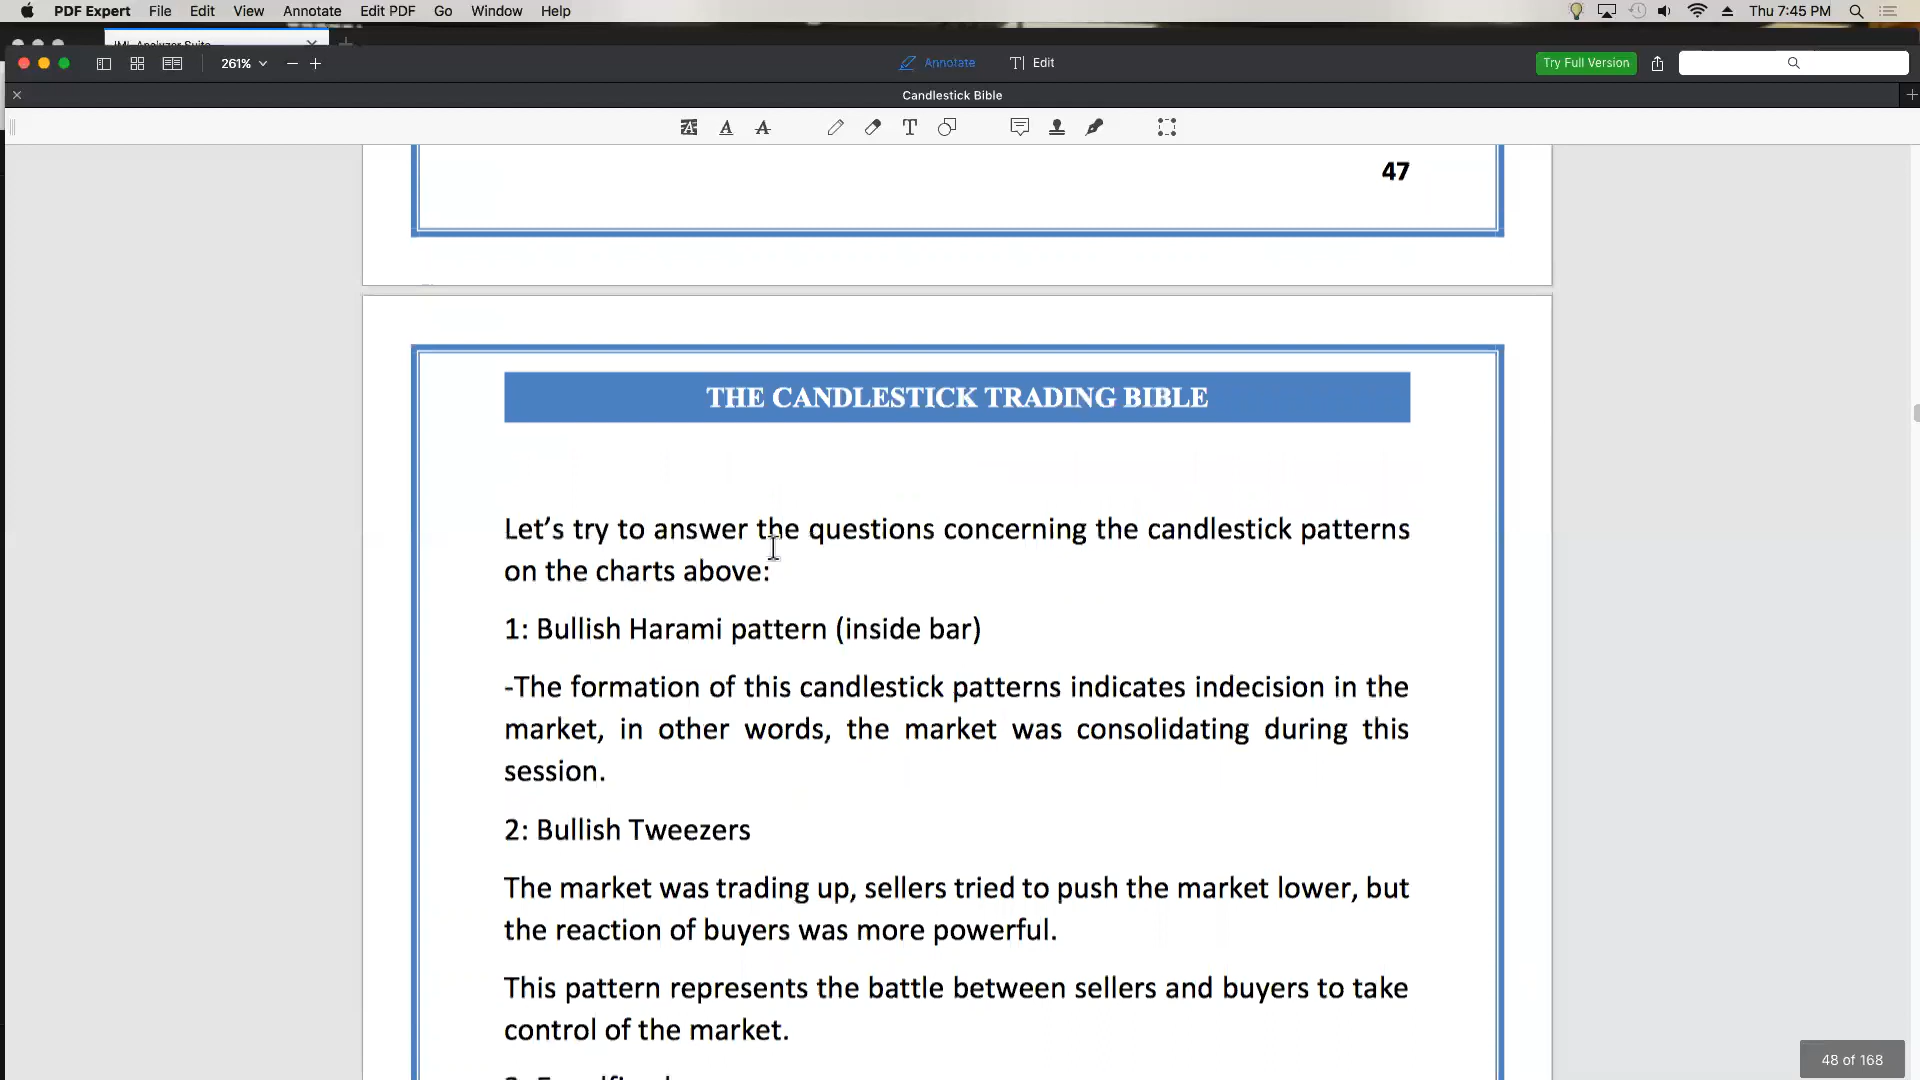 PDF Expert File Edit View Annotate Edit PDF Go Window Help Thu 7:45 PM
IML Analyzer Suite
261% Annotate Edit Try Full Version
Candlestick Bible
47
THE CANDLESTICK TRADING BIBLE
Let’s try to answer the questions concerning the candlestick patterns
on the charts above:
1: Bullish Harami pattern (inside bar)
-The formation of this candlestick patterns indicates indecision in the
market, in other words, the market was consolidating during this
session.
2: Bullish Tweezers
The market was trading up, sellers tried to push the market lower, but
the reaction of buyers was more powerful.
This pattern represents the battle between sellers and buyers to take
control of the market.
48 of 168